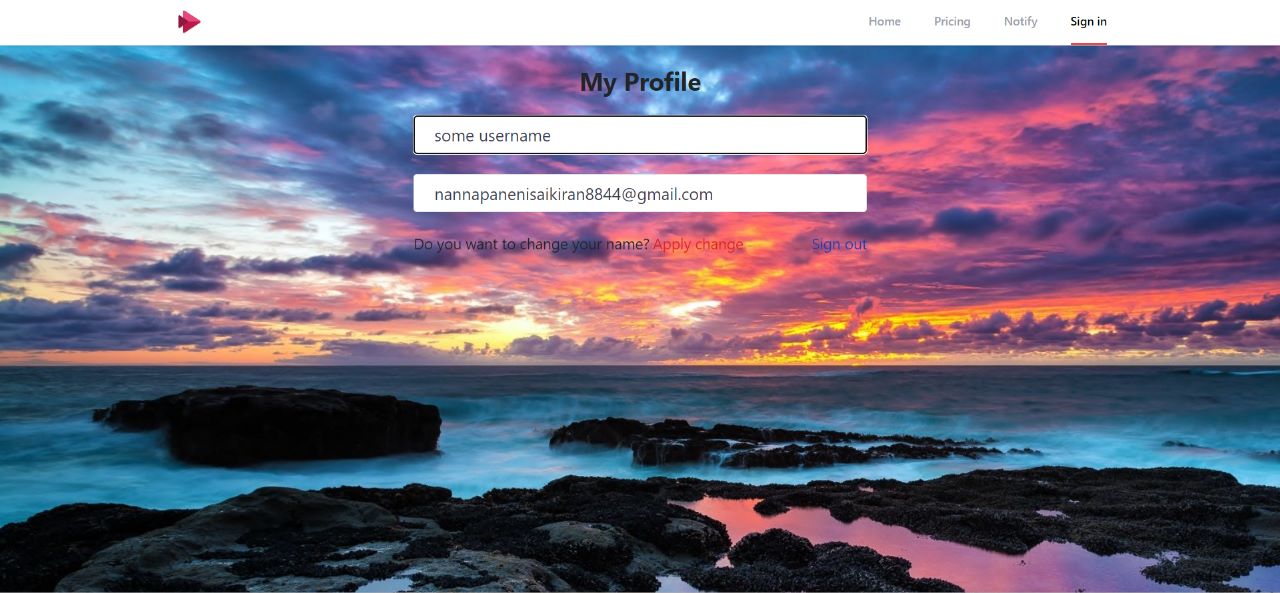 Home Pricing Notify Sign in
My Profile
some username
nannapanenisaikiran8844@gmail.com
Do you want to change your name? Apply change Sign out